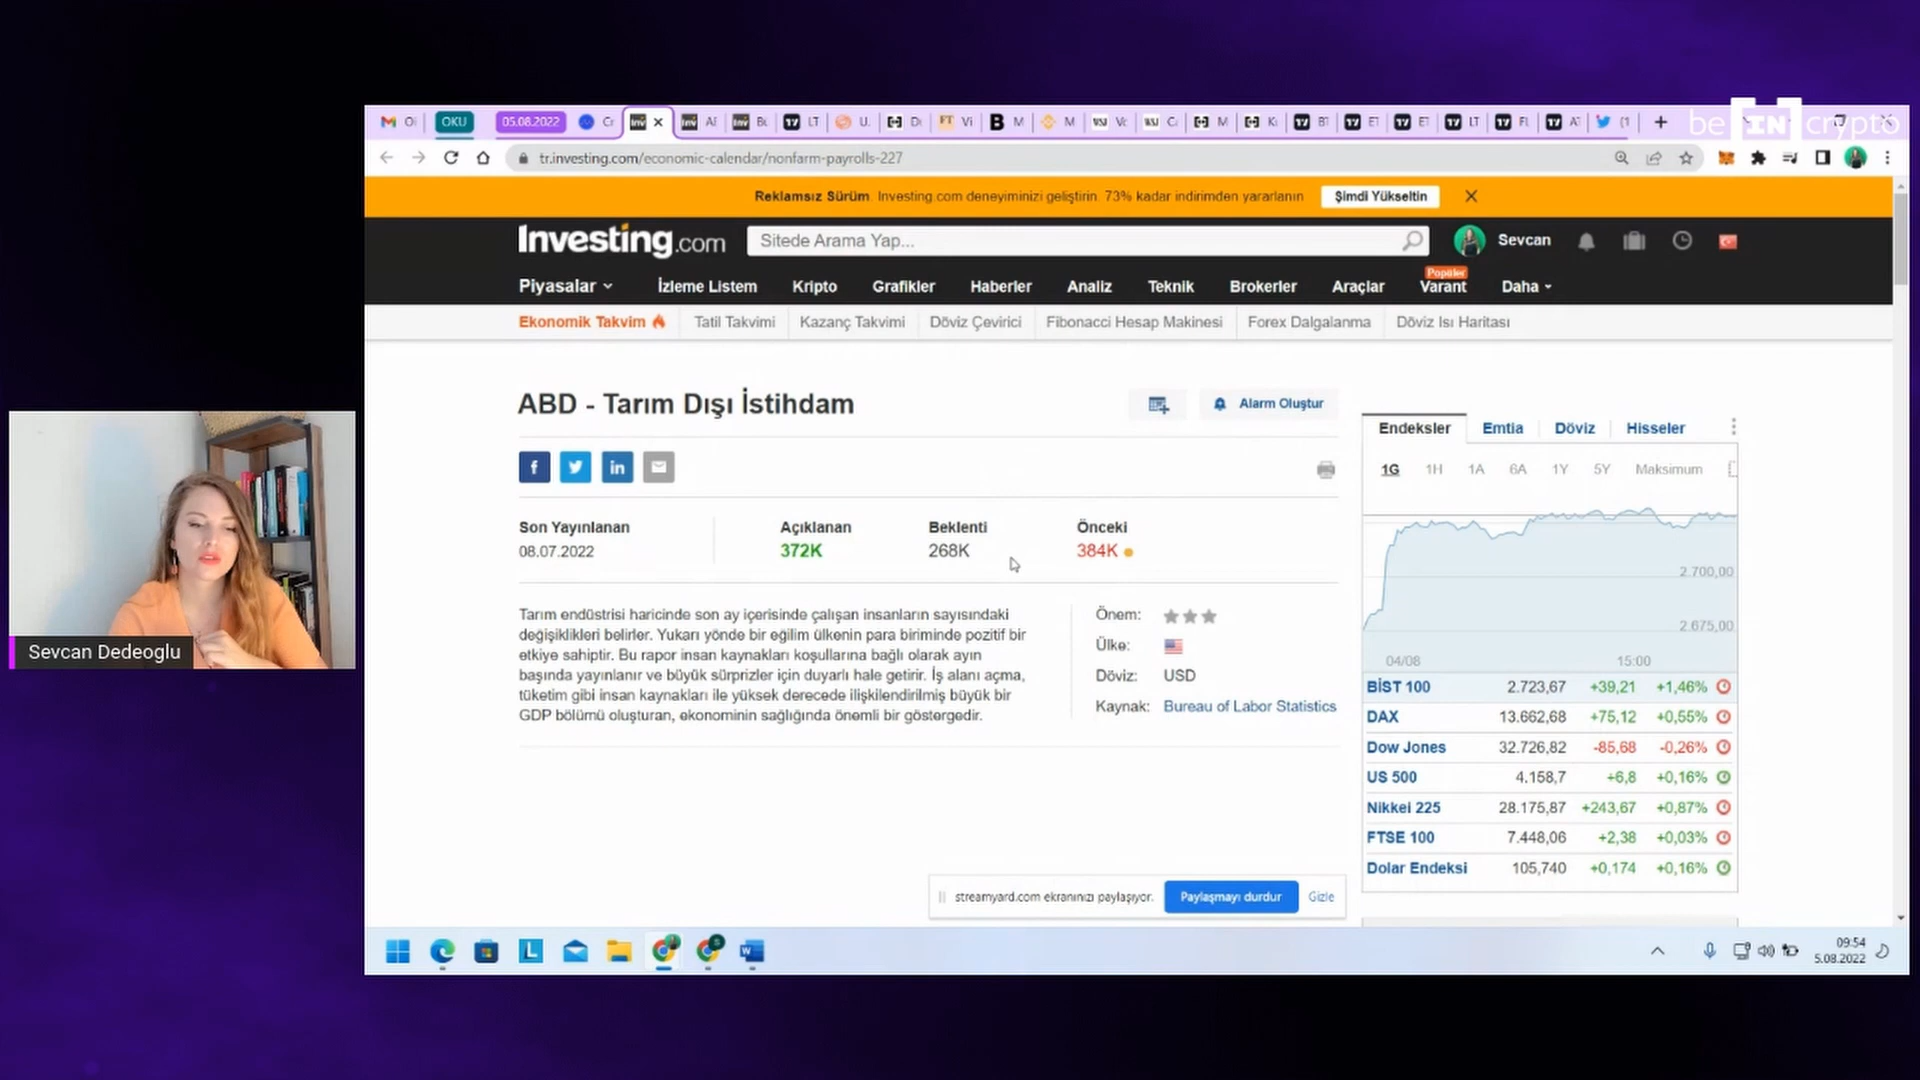 OKU
05.08.2022
be IN crypto
tr.investing.com/economic-calendar/nonfarm-payrolls-227
Reklamsız Sürüm. Investing.com deneyiminizi geliştirin. 73% kadar indirimden yararlanın
Şimdi Yükseltin
Investing.com
Sitede Arama Yap...
Sevcan
Piyasalar
İzleme Listem
Kripto
Grafikler
Haberler
Analiz
Teknik
Brokerler
Araçlar
Popüler
Varant
Daha
Ekonomik Takvim
Tatil Takvimi
Kazanç Takvimi
Döviz Çevirici
Fibonacci Hesap Makinesi
Forex Dalgalanma
Döviz Isı Haritası
ABD - Tarım Dışı İstihdam
Alarm Oluştur
Son Yayınlanan
08.07.2022
Açıklanan
372K
Beklenti
268K
Önceki
384K
Tarım endüstrisi haricinde son ay içerisinde çalışan insanların sayısındaki
değişiklikleri belirler. Yukarı yönde bir eğilim ülkenin para biriminde pozitif bir
etkiye sahiptir. Bu rapor insan kaynakları koşullarına bağlı olarak ayın
başında yayınlanır ve büyük sürprizler için duyarlı hale getirir. İş alanı açma,
tüketim gibi insan kaynakları ile yüksek derecede ilişkilendirilmiş büyük bir
GDP bölümü oluşturan, ekonominin sağlığında önemli bir göstergedir.
Önem:
Ülke:
Döviz: USD
Kaynak: Bureau of Labor Statistics
Endeksler
Emtia
Döviz
Hisseler
1G 1H 1A 6A 1Y 5Y Maksimum
2.700,00
2.675,00
04/08 15:00
BİST 100 2.723,67 +39,21 +1,46%
DAX 13.662,68 +75,12 +0,55%
Dow Jones 32.726,82 -85,68 -0,26%
US 500 4.158,7 +6,8 +0,16%
Nikkei 225 28.175,87 +243,67 +0,87%
FTSE 100 7.448,06 +2,38 +0,03%
Dolar Endeksi 105,740 +0,174 +0,16%
streamyard.com ekranınızı paylaşıyor.
Paylaşmayı durdur
Gizle
Sevcan Dedeoglu
09:54
5.08.2022